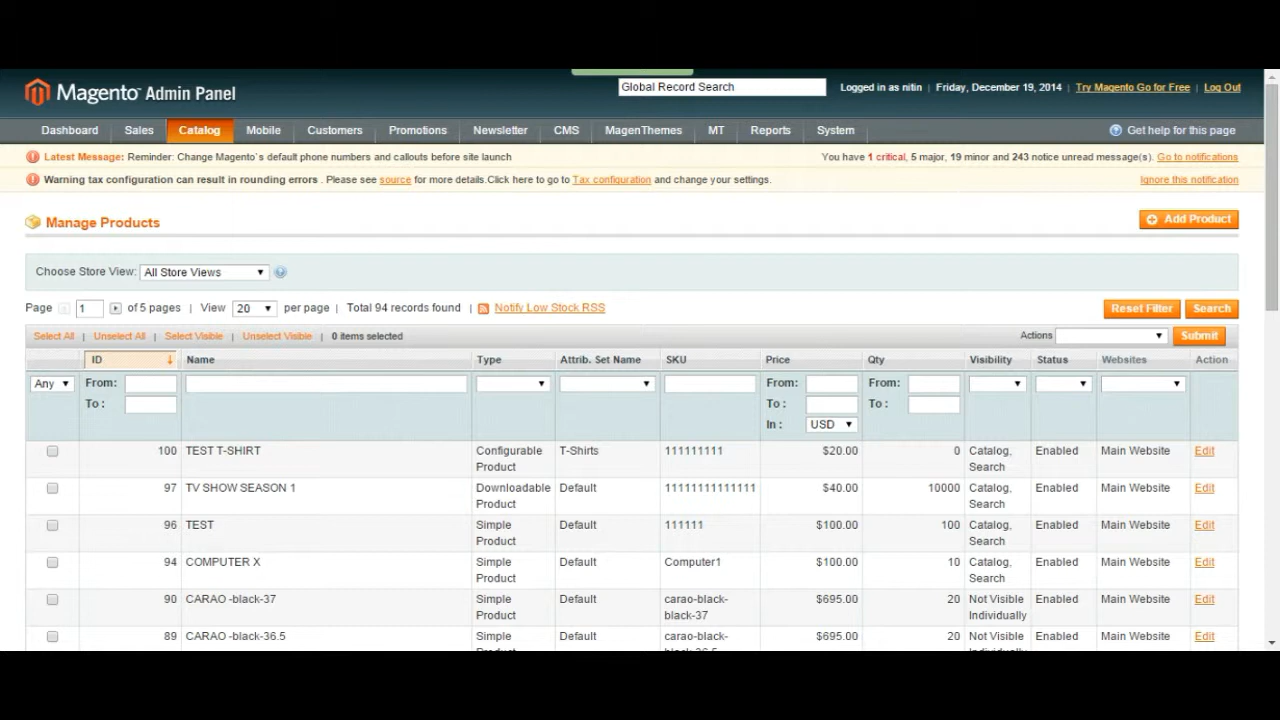 Magento Admin Panel
Global Record Search
Logged in as nitin | Friday, December 19, 2014 | Try Magento Go for Free | Log Out
Dashboard Sales Catalog Mobile Customers Promotions Newsletter CMS MagenThemes MT Reports System Get help for this page
Latest Message: Reminder: Change Magento`s default phone numbers and callouts before site launch You have 1 critical, 5 major, 19 minor and 243 notice unread message(s). Go to notifications
Warning tax configuration can result in rounding errors . Please see source for more details.Click here to go to Tax configuration and change your settings. Ignore this notification
Manage Products Add Product
Choose Store View: All Store Views
Page 1 of 5 pages | View 20 per page | Total 94 records found | Notify Low Stock RSS Reset Filter Search
Select All | Unselect All | Select Visible | Unselect Visible | 0 items selected Actions Submit
ID Name Type Attrib. Set Name SKU Price Qty Visibility Status Websites Action
Any From: From: From:
To : To : To :
In : USD
100 TEST T-SHIRT Configurable T-Shirts 111111111 $20.00 0 Catalog, Enabled Main Website Edit
Product Search
97 TV SHOW SEASON 1 Downloadable Default 11111111111111 $40.00 10000 Catalog, Enabled Main Website Edit
Product Search
96 TEST Simple Default 111111 $100.00 100 Catalog, Enabled Main Website Edit
Product Search
94 COMPUTER X Simple Default Computer1 $100.00 10 Catalog, Enabled Main Website Edit
Product Search
90 CARAO -black-37 Simple Default carao-black- $695.00 20 Not Visible Enabled Main Website Edit
Product black-37 Individually
89 CARAO -black-36.5 Simple Default carao-black- $695.00 20 Not Visible Enabled Main Website Edit